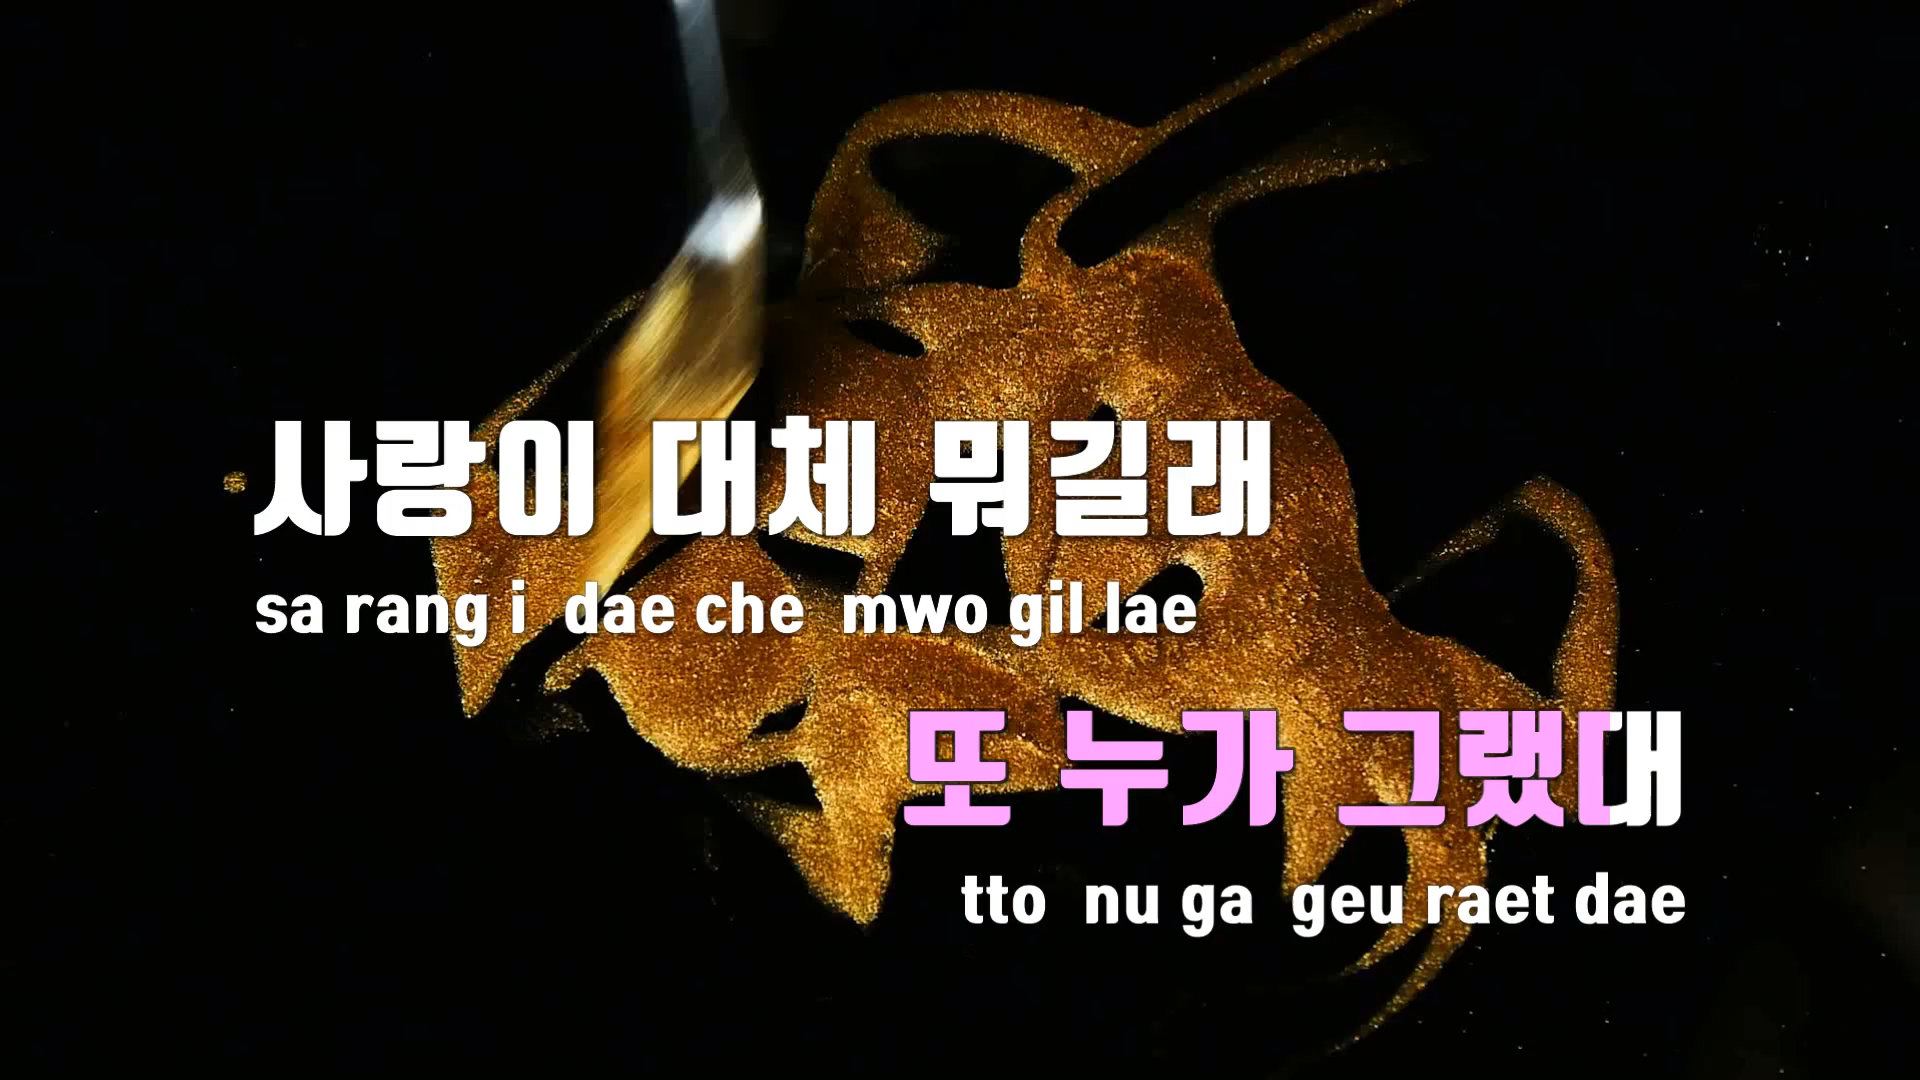 사랑이 대체 뭐길래
sa rang i dae che mwo gil lae
또 누가 그랬대
tto nu ga geu raet dae